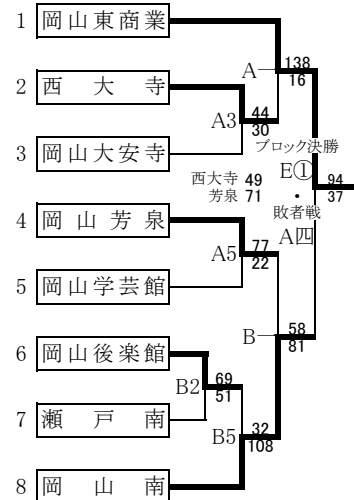 1 岡山東商業
138
A一
16
2 西大寺
44
A3
30
3 岡山大安寺
ブロック決勝
西大寺 49
E①
94
芳泉 71
・
37
敗者戦
4 岡山芳泉
A四
77
A5
22
5 岡山学芸館
58
B一
81
6 岡山後楽館
69
B2
51
7 瀬戸南
32
B5
108
8 岡山南